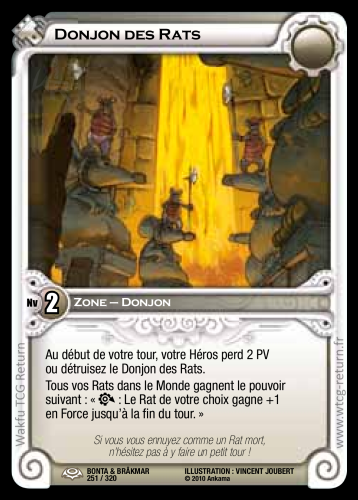 Donjon des Rats
Nv 2 Zone – Donjon
Au début de votre tour, votre Héros perd 2 PV
ou détruisez le Donjon des Rats.
Tous vos Rats dans le Monde gagnent le pouvoir
suivant : « : Le Rat de votre choix gagne +1
en Force jusqu'à la fin du tour. »
Si vous vous ennuyez comme un Rat mort,
n'hésitez pas à y faire un petit tour !
BONTA & BRÂKMAR
251 / 320
ILLUSTRATION : VINCENT JOUBERT
© 2010 Ankama
Wakfu-TCG-Return
www.wtcg-return.fr